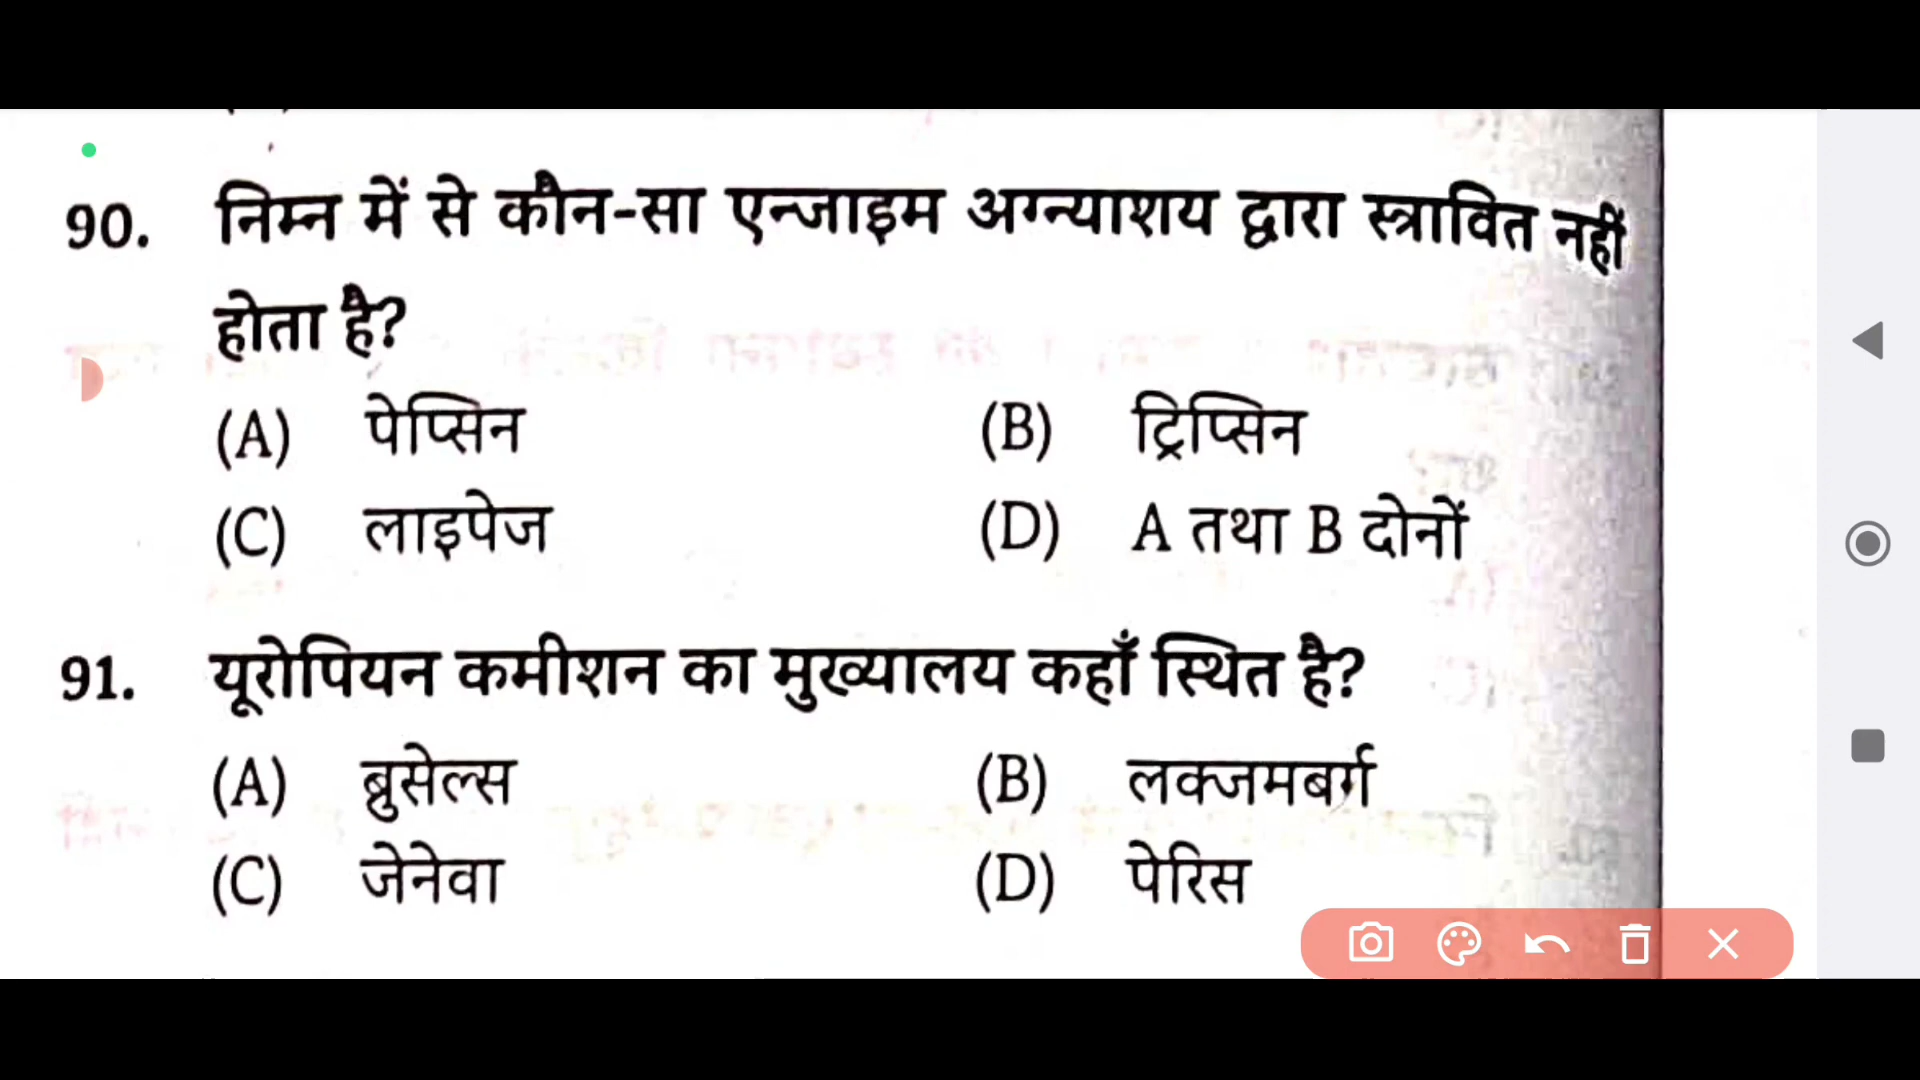 90. निम्न में से कौन-सा एन्जाइम अग्न्याशय द्वारा स्त्रावित नहीं
होता है?
(A) पेप्सिन (B) ट्रिप्सिन
(C) लाइपेज (D) A तथा B दोनों
91. यूरोपियन कमीशन का मुख्यालय कहाँ स्थित है?
(A) ब्रुसेल्स (B) लक्जमबर्ग
(C) जेनेवा (D) पेरिस